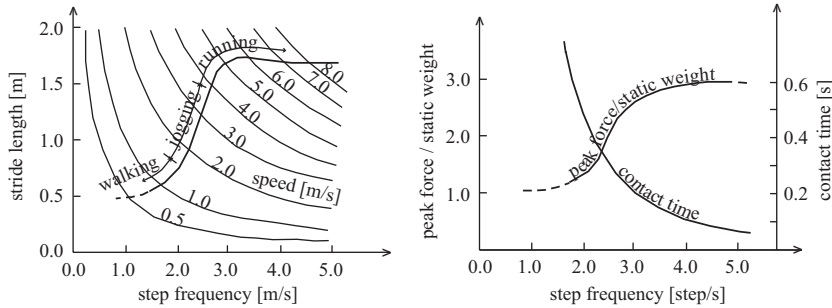 2.0
1.5
1.0
0.5
0.0
stride length [m]
walking
jogging
running
0.5
1.0
2.0
3.0
4.0
5.0
6.0
7.0
8.0
speed [m/s]
0.0 1.0 2.0 3.0 4.0 5.0
step frequency [m/s]
3.0
2.0
1.0
peak force / static weight
peak force/static weight
contact time
0.6
0.4
0.2
0
contact time [s]
0.0 1.0 2.0 3.0 4.0 5.0
step frequency [step/s]